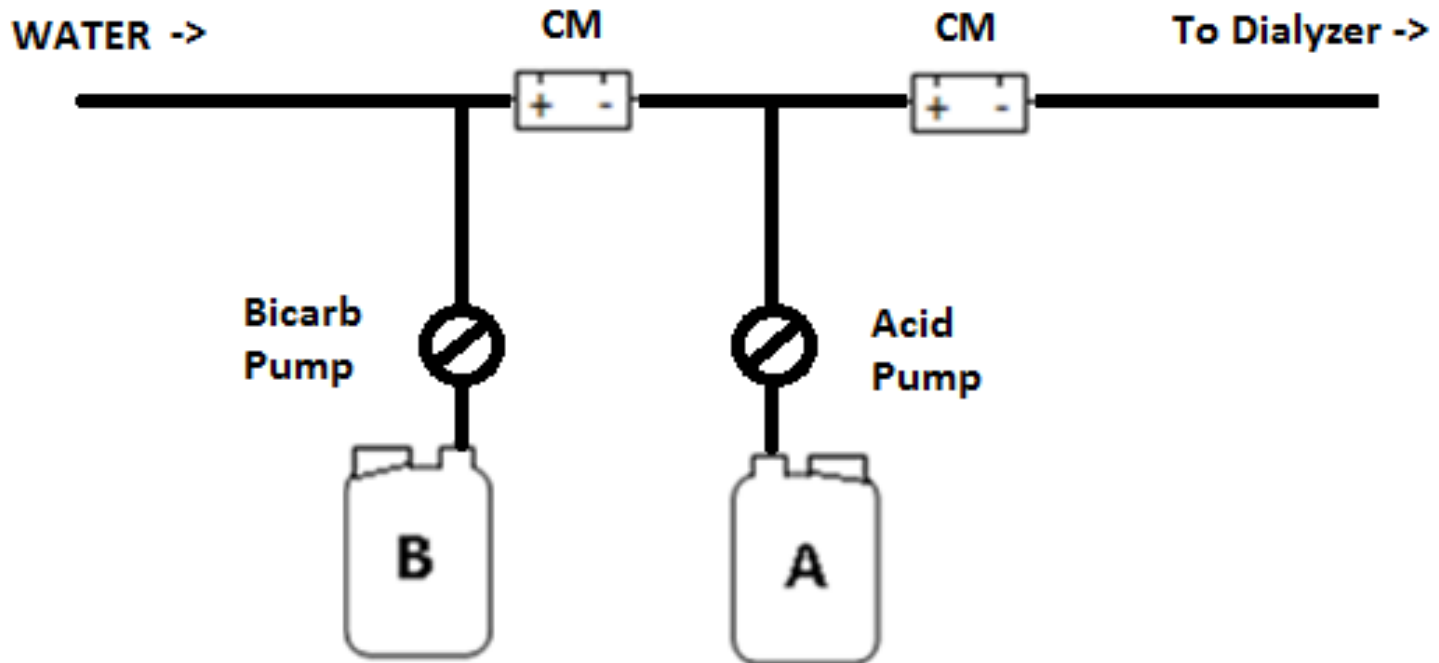 WATER ->
CM
CM
To Dialyzer ->
+ -
+ -
Bicarb
Pump
Acid
Pump
B
A